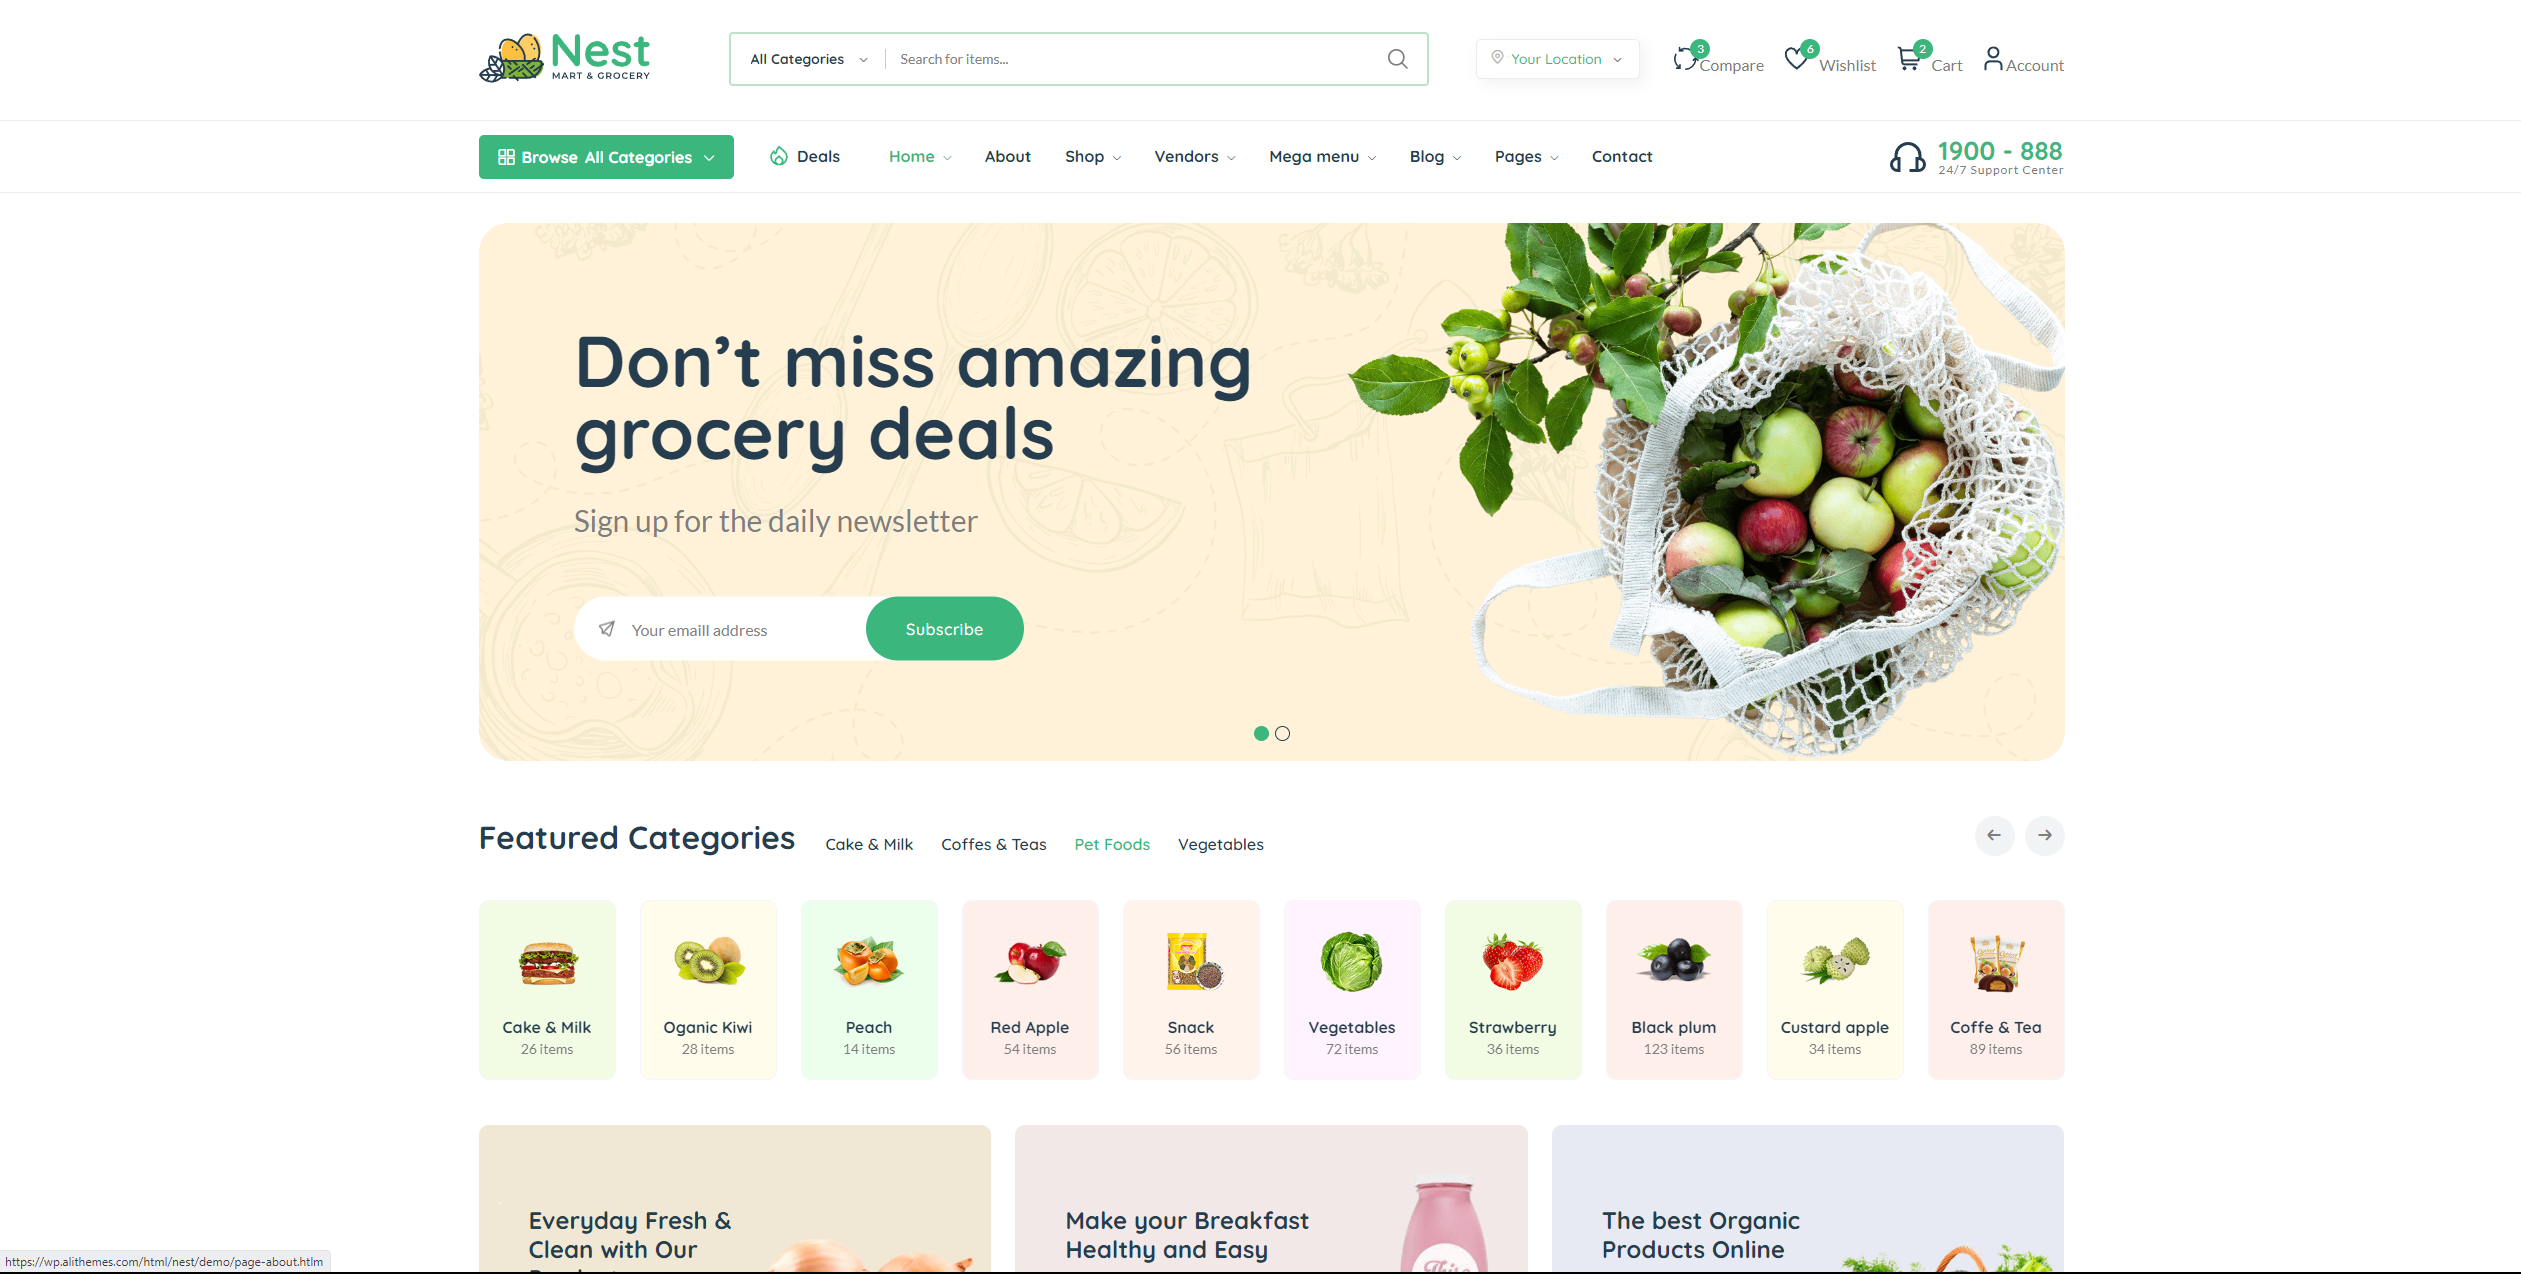 Nest
MART & GROCERY
All Categories
Search for items...
Your Location
3
Compare
6
Wishlist
2
Cart
Account
Browse All Categories
Deals
Home
About
Shop
Vendors
Mega menu
Blog
Pages
Contact
1900 - 888
24/7 Support Center
Don’t miss amazing
grocery deals
Sign up for the daily newsletter
Your emaill address
Subscribe
Featured Categories
Cake & Milk
Coffes & Teas
Pet Foods
Vegetables
Cake & Milk
26 items
Oganic Kiwi
28 items
Peach
14 items
Red Apple
54 items
Snack
56 items
Vegetables
72 items
Strawberry
36 items
Black plum
123 items
Custard apple
34 items
Coffe & Tea
89 items
Everyday Fresh &
Clean with Our
Make your Breakfast
Healthy and Easy
The best Organic
Products Online
https://wp.alithemes.com/html/nest/demo/page-about.htlm